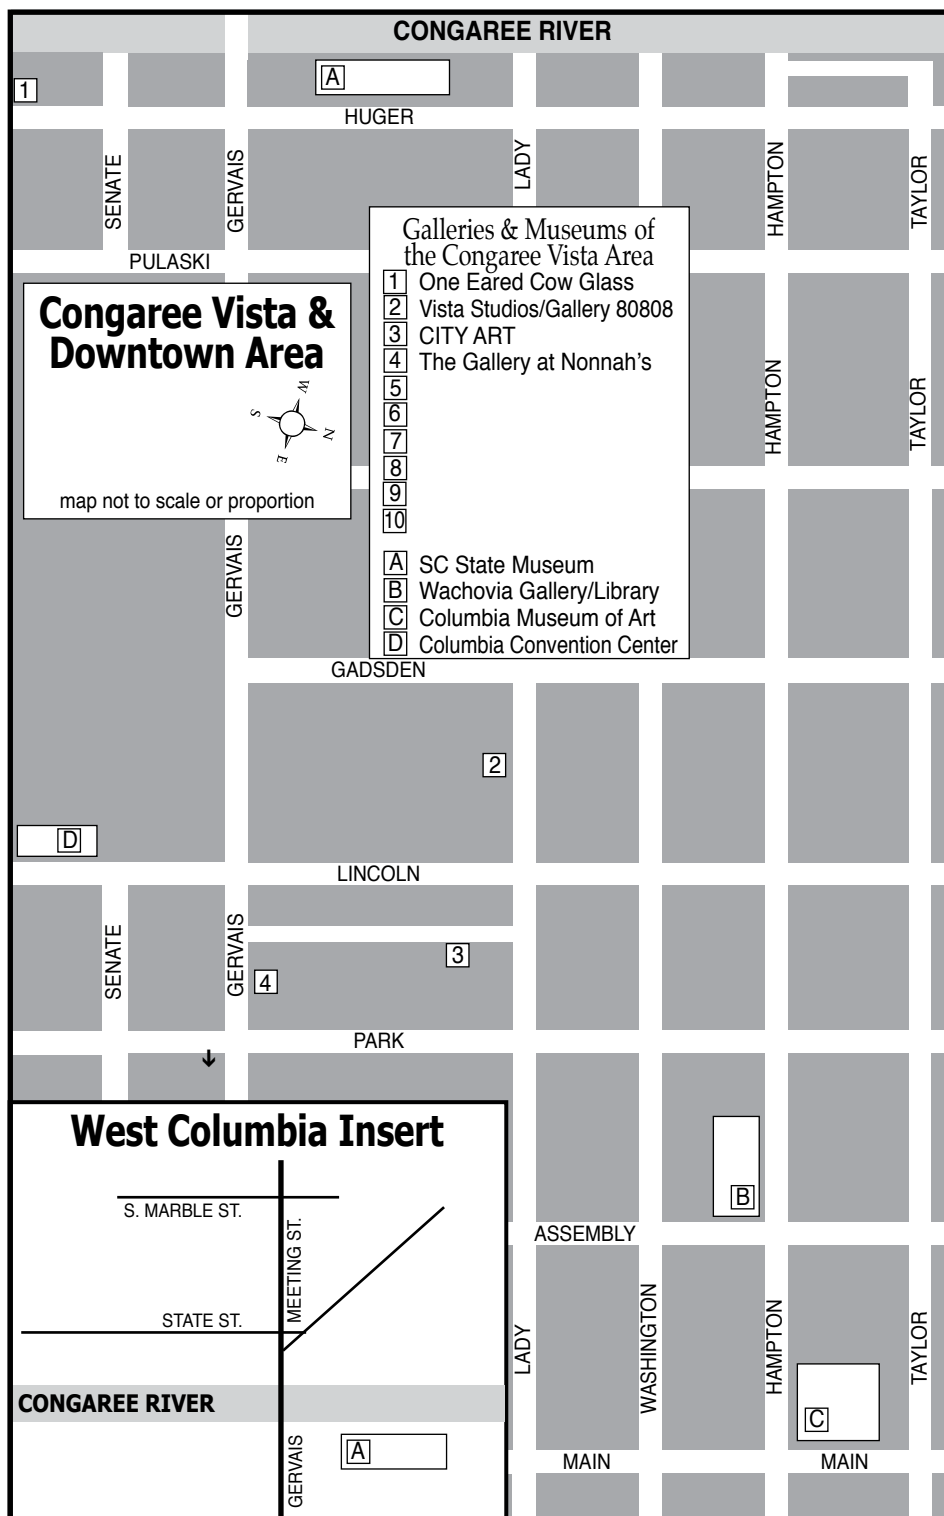 CONGAREE RIVER
1
A
HUGER
SENATE
GERVAIS
LADY
HAMPTON
TAYLOR
PULASKI
Galleries & Museums of
the Congaree Vista Area
1 One Eared Cow Glass
2 Vista Studios/Gallery 80808
3 CITY ART
4 The Gallery at Nonnah's
5
6
7
8
9
10
A SC State Museum
B Wachovia Gallery/Library
C Columbia Museum of Art
D Columbia Convention Center
Congaree Vista &
Downtown Area
W
S
N
E
map not to scale or proportion
HAMPTON
TAYLOR
GERVAIS
GADSDEN
2
D
LINCOLN
SENATE
GERVAIS
3
4
PARK
West Columbia Insert
S. MARBLE ST.
MEETING ST.
STATE ST.
CONGAREE RIVER
GERVAIS
A
B
ASSEMBLY
LADY
WASHINGTON
HAMPTON
TAYLOR
C
MAIN
MAIN